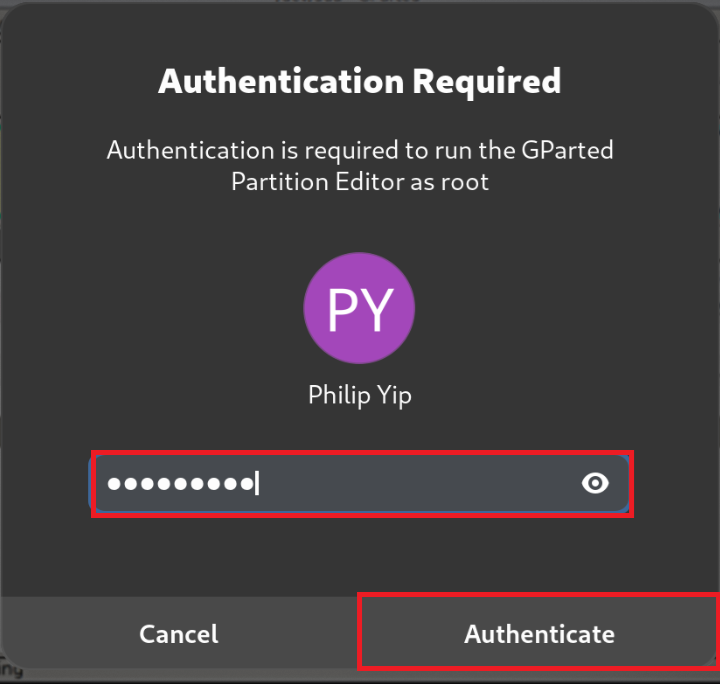 Authentication Required
Authentication is required to run the GParted
Partition Editor as root
PY
Philip Yip
●●●●●●●●●
Cancel
Authenticate